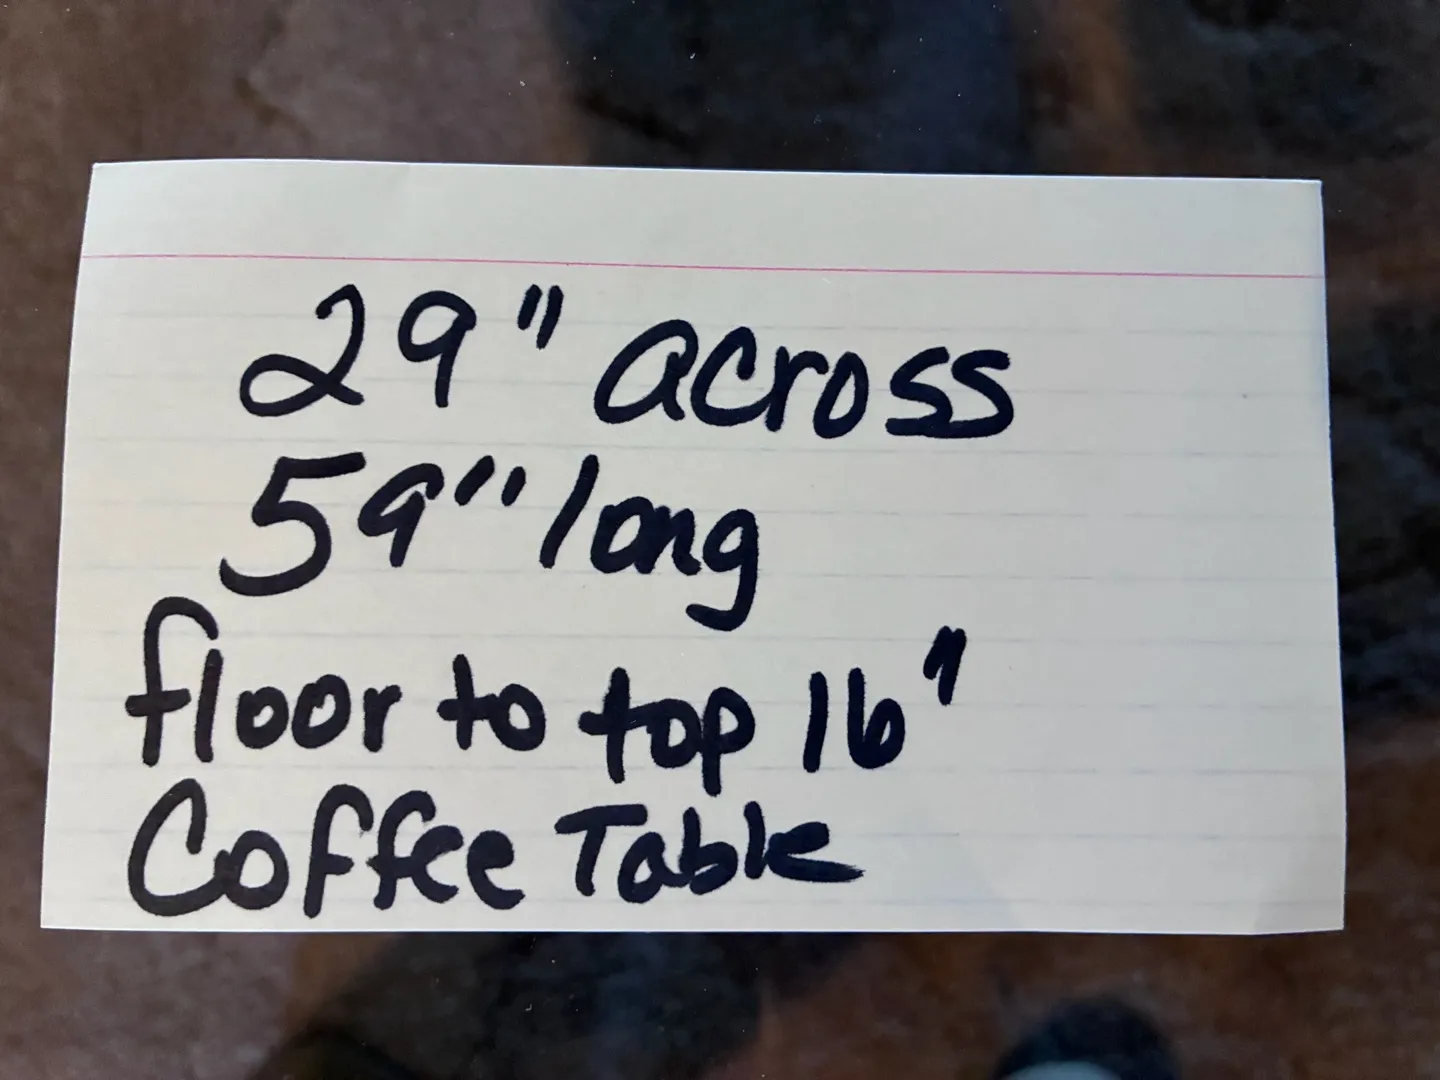 29" across
59" long
floor to top 16"
Coffee Table